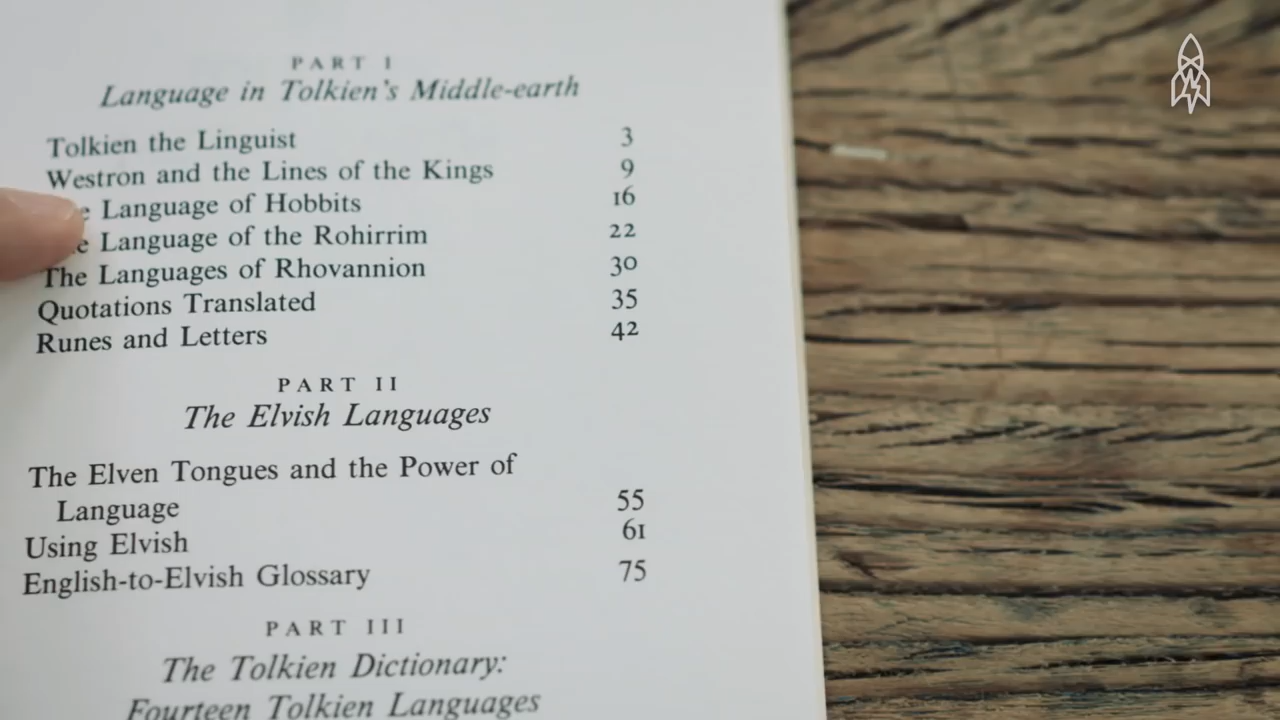 PART I
Language in Tolkien's Middle-earth
Tolkien the Linguist 3
Westron and the Lines of the Kings 9
Language of Hobbits 16
Language of the Rohirrim 22
The Languages of Rhovannion 30
Quotations Translated 35
Runes and Letters 42
PART II
The Elvish Languages
The Elven Tongues and the Power of
Language 55
Using Elvish 61
English-to-Elvish Glossary 75
PART III
The Tolkien Dictionary:
Fourteen Tolkien Languages